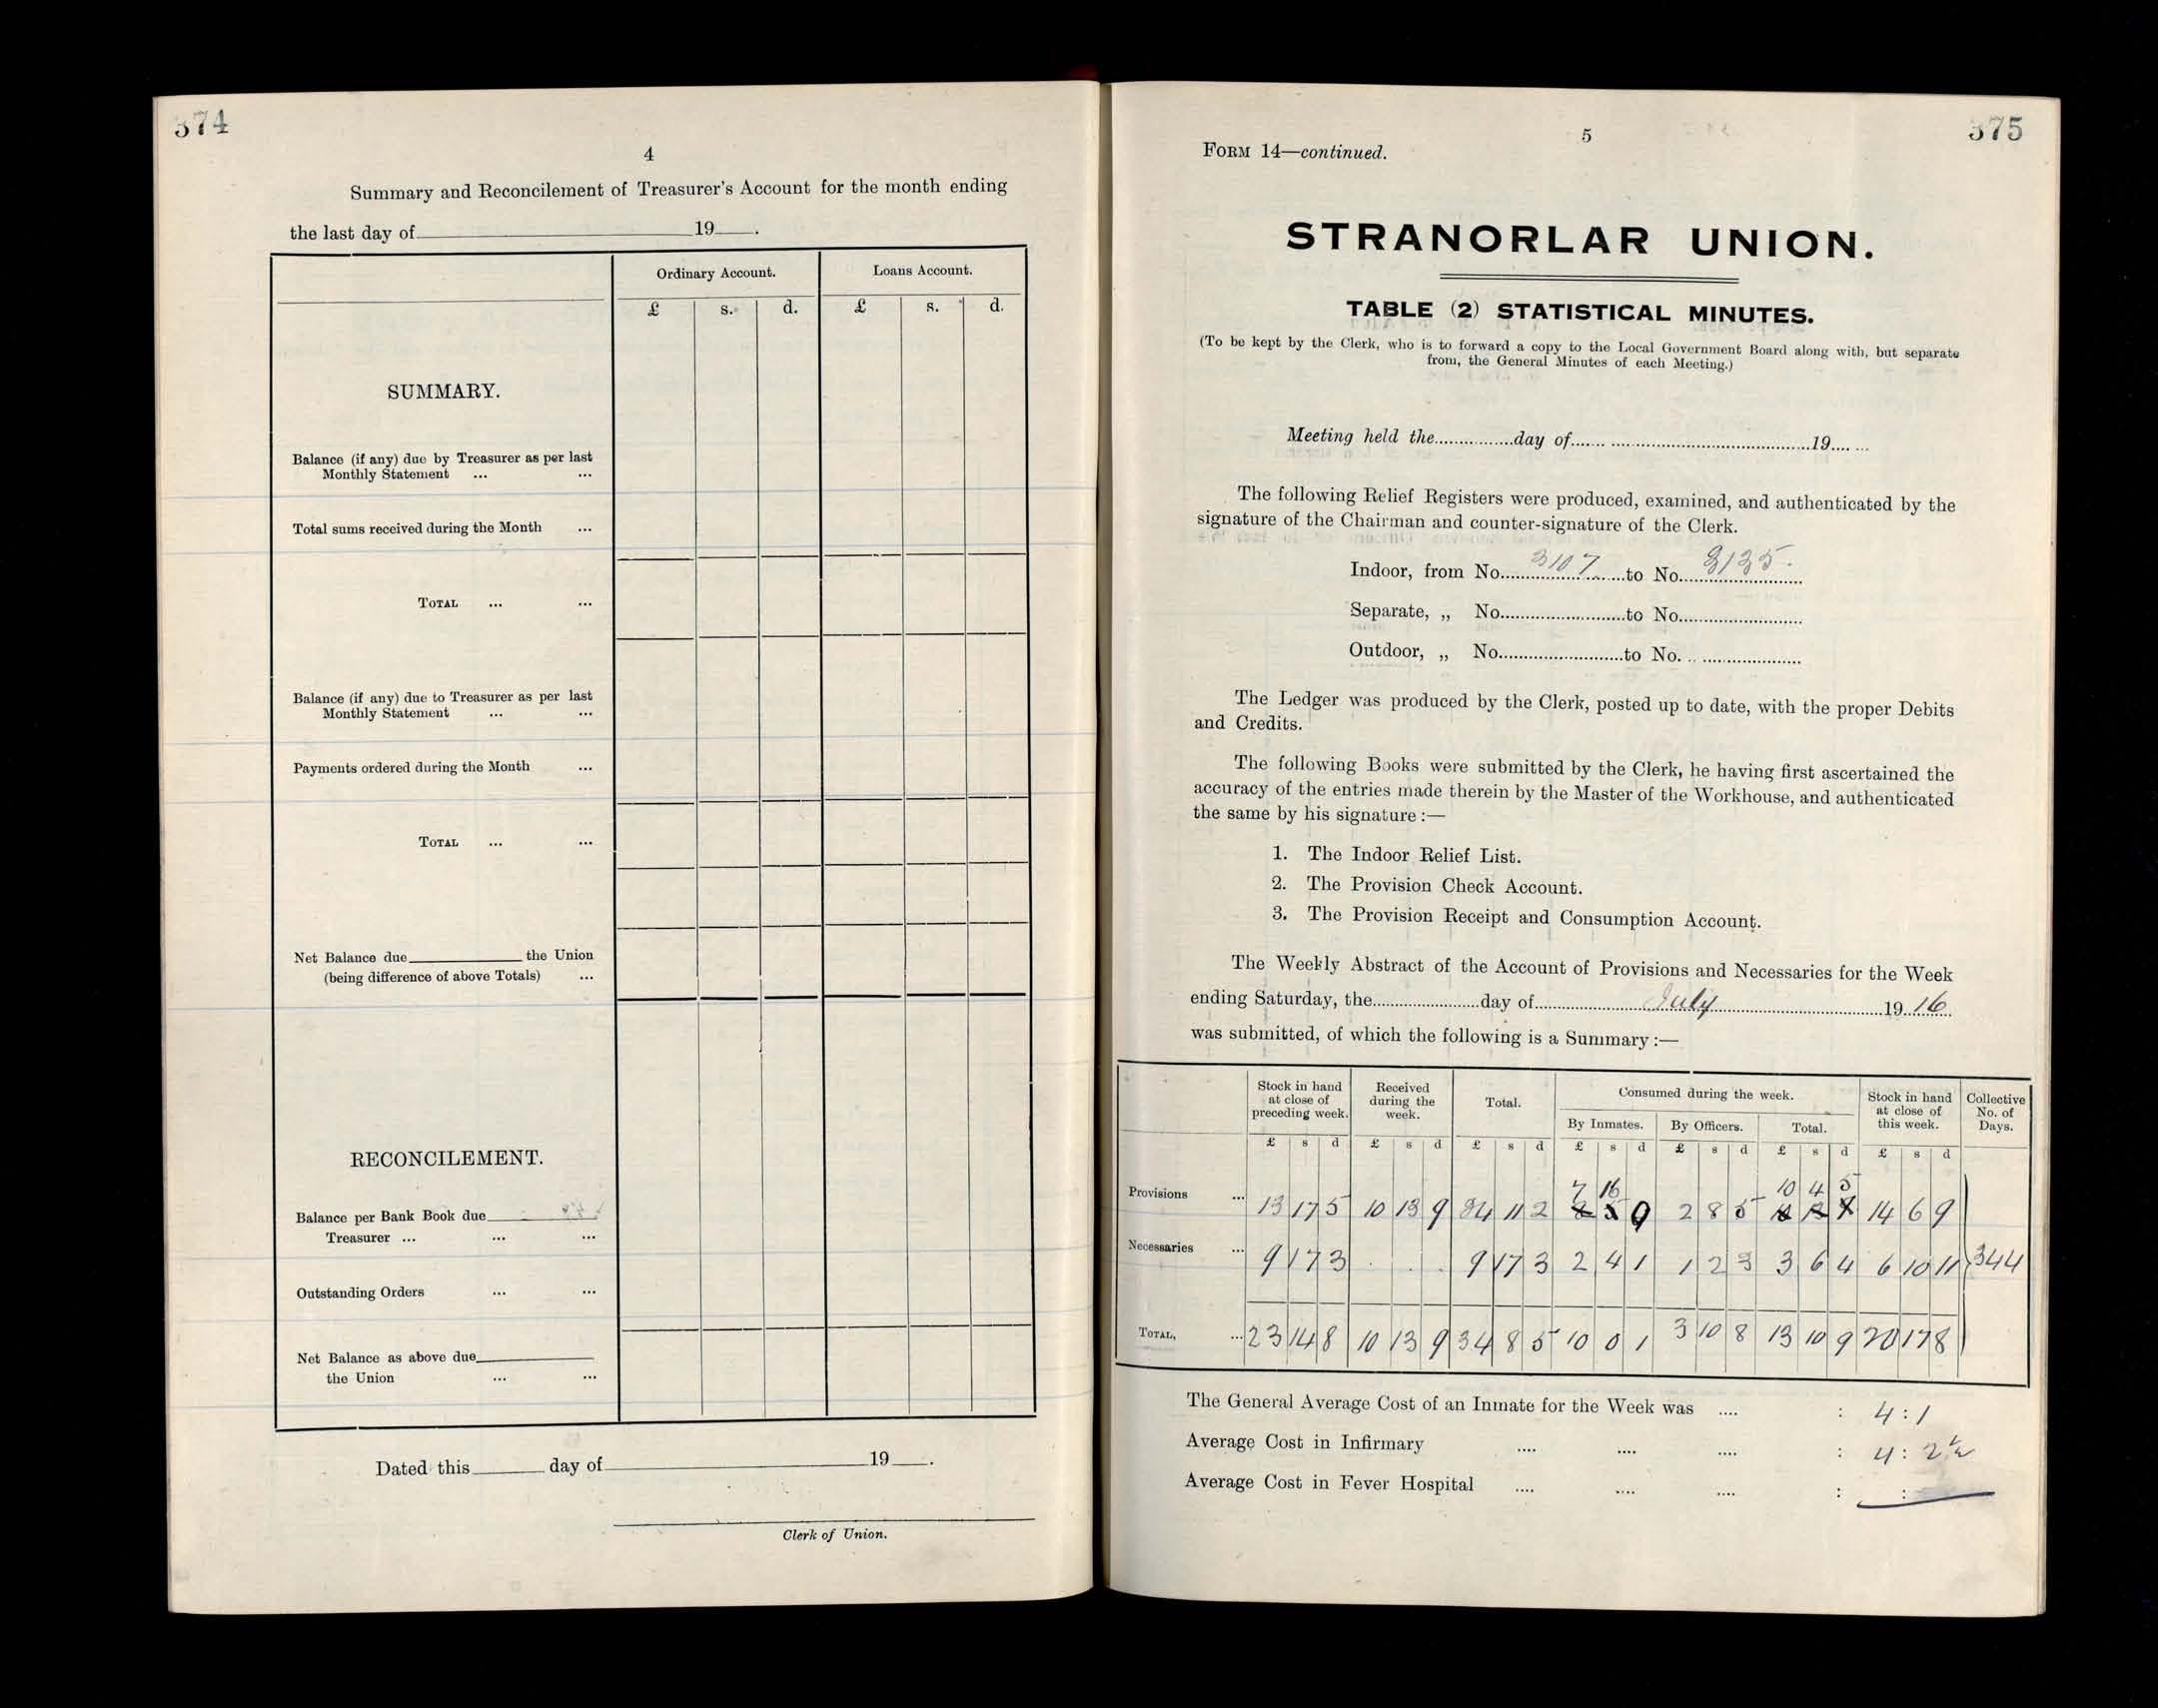 374
4
Summary and Reconcilement of Treasurer's Account for the month ending
the last day of 19 .
Ordinary Account. Loans Account.
£ s. d. £ s. d.
SUMMARY.
Balance (if any) due by Treasurer as per last
Monthly Statement ... ...
Total sums received during the Month ...
TOTAL ... ...
Balance (if any) due to Treasurer as per last
Monthly Statement ... ...
Payments ordered during the Month ...
TOTAL ... ...
Net Balance due the Union
(being difference of above Totals) ...
RECONCILEMENT.
Balance per Bank Book due
Treasurer ... ... ...
Outstanding Orders ... ...
Net Balance as above due
the Union ... ...
Dated this day of 19 .
Clerk of Union.
375
5
FORM 14—continued.
STRANORLAR UNION.
TABLE (2) STATISTICAL MINUTES.
(To be kept by the Clerk, who is to forward a copy to the Local Government Board along with, but separate
from, the General Minutes of each Meeting.)
Meeting held the day of 19
The following Relief Registers were produced, examined, and authenticated by the
signature of the Chairman and counter-signature of the Clerk.
Indoor, from No. 3107 to No. 3135
Separate, „ No. to No.
Outdoor, „ No. to No.
The Ledger was produced by the Clerk, posted up to date, with the proper Debits
and Credits.
The following Books were submitted by the Clerk, he having first ascertained the
accuracy of the entries made therein by the Master of the Workhouse, and authenticated
the same by his signature :—
1. The Indoor Relief List.
2. The Provision Check Account.
3. The Provision Receipt and Consumption Account.
The Weekly Abstract of the Account of Provisions and Necessaries for the Week
ending Saturday, the day of July 19 16
was submitted, of which the following is a Summary :—
Stock in hand at close of preceding week. Received during the week. Total. Consumed during the week. Stock in hand at close of this week. Collective No. of Days.
By Inmates. By Officers. Total.
£ s d £ s d £ s d £ s d £ s d £ s d £ s d
7 16 10 4 5
Provisions ... 13 17 5 10 13 9 24 11 2 9 2 8 5 14 6 9
Necessaries ... 9 17 3 . . . 9 17 3 2 4 1 1 2 3 3 6 4 6 10 11 344
TOTAL, ... 23 14 8 10 13 9 34 8 5 10 0 1 3 10 8 13 10 9 20 17 8
The General Average Cost of an Inmate for the Week was .... : 4 : 1
Average Cost in Infirmary .... .... .... : 4 : 2½
Average Cost in Fever Hospital .... .... .... : :